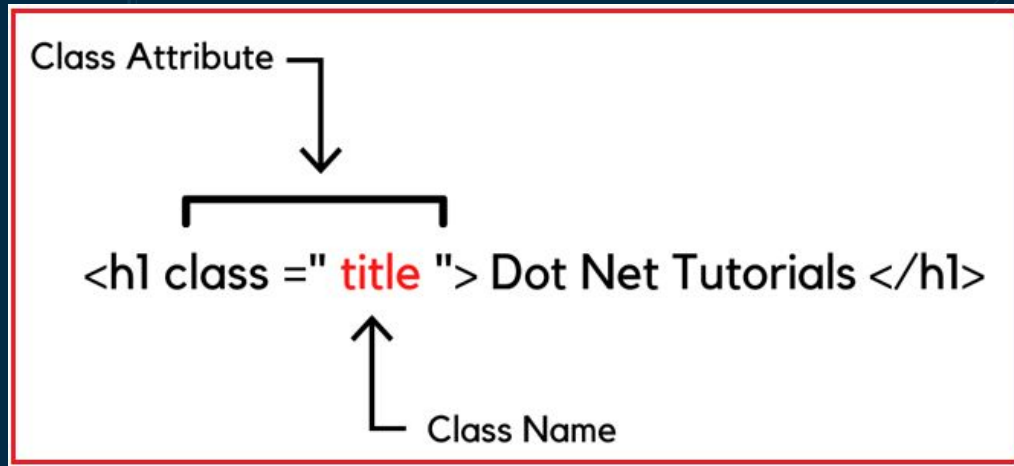 Class Attribute
<h1 class =" title "> Dot Net Tutorials </h1>
Class Name